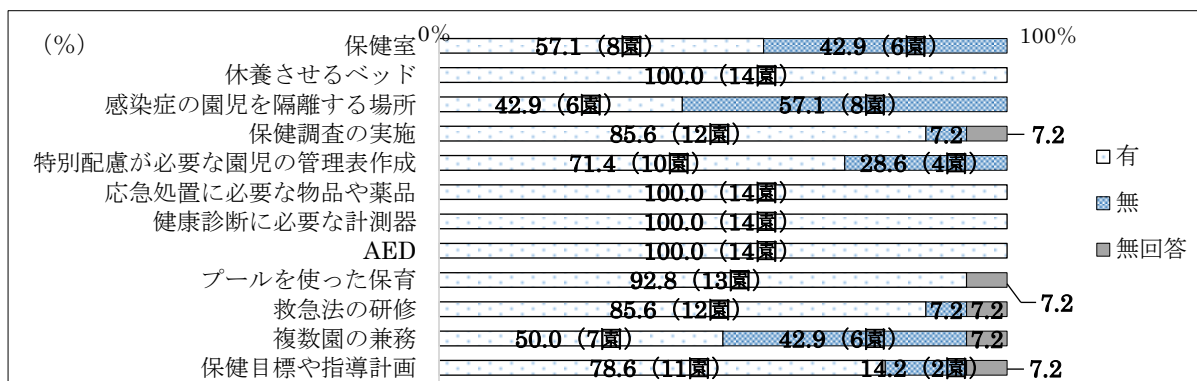 （%） 0% 100%
保健室 57.1（8園） 42.9（6園）
休養させるベッド 100.0（14園）
感染症の園児を隔離する場所 42.9（6園） 57.1（8園）
保健調査の実施 85.6（12園） 7.2 7.2
特別配慮が必要な園児の管理表作成 71.4（10園） 28.6（4園）
応急処置に必要な物品や薬品 100.0（14園）
健康診断に必要な計測器 100.0（14園）
AED 100.0（14園）
プールを使った保育 92.8（13園） 7.2
救急法の研修 85.6（12園） 7.2 7.2
複数園の兼務 50.0（7園） 42.9（6園） 7.2
保健目標や指導計画 78.6（11園） 14.2（2園） 7.2
有
無
無回答